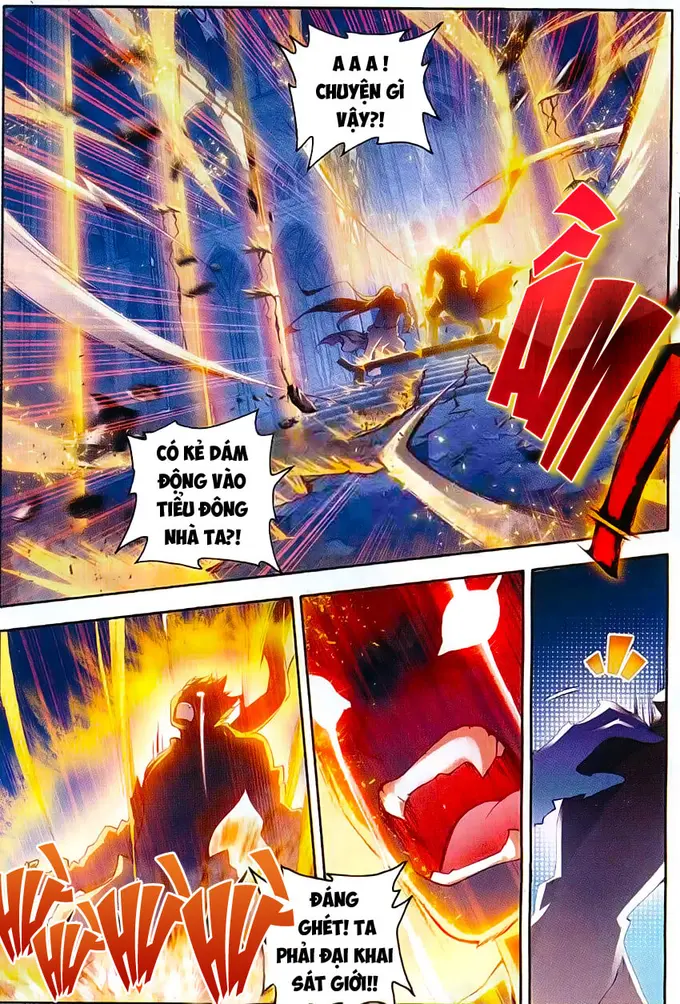 A A A !
CHUYỆN GÌ
VẬY?!
ẦM!
CÓ KẺ DÁM
ĐỘNG VÀO
TIỂU ĐÔNG
NHÀ TA?!
HỪ HỪ HỪ HỪ
ĐÁNG
GHÉT! TA
PHẢI ĐẠI KHAI
SÁT GIỚI!!